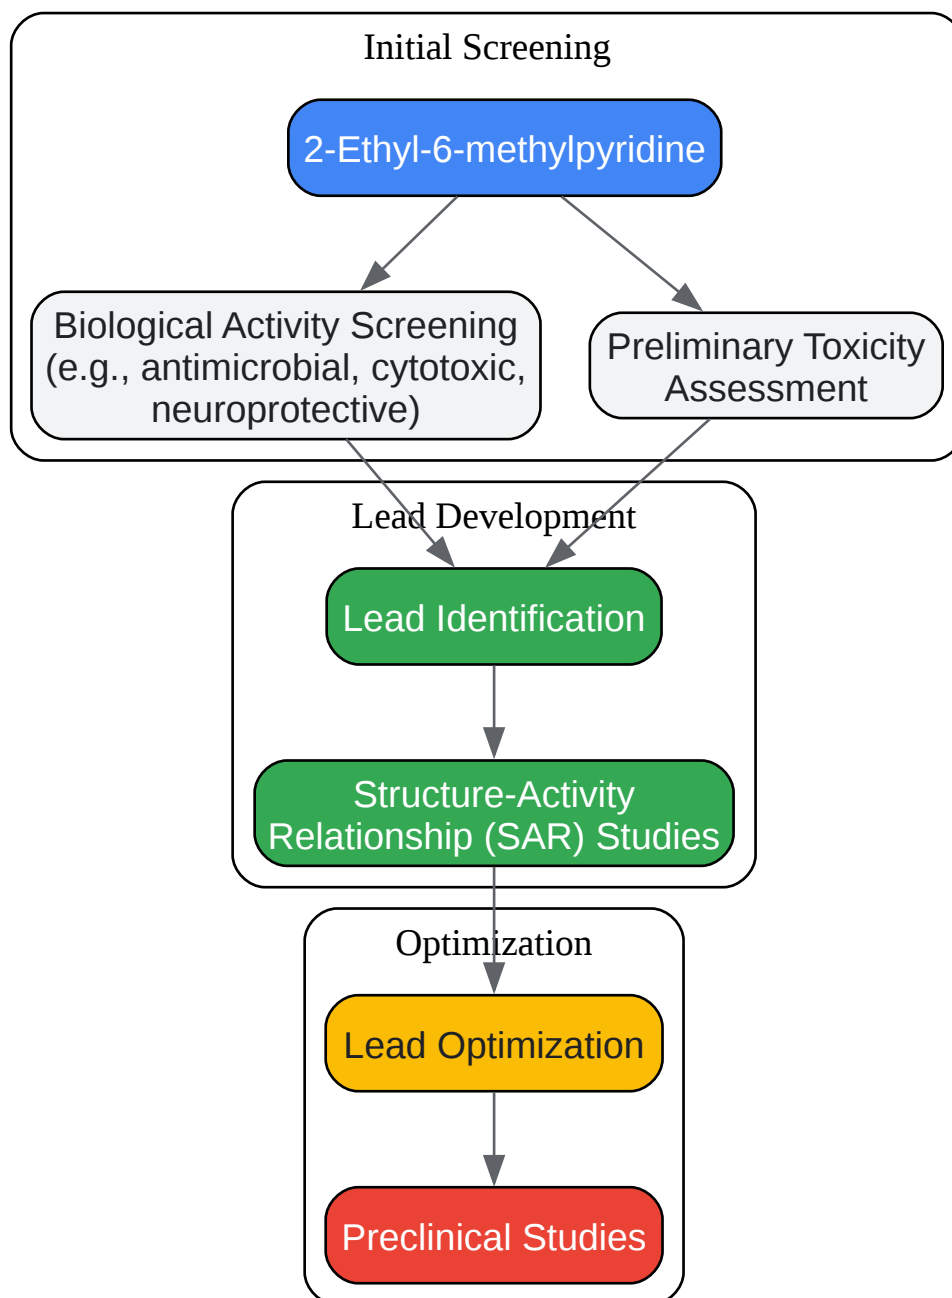 Initial Screening
2-Ethyl-6-methylpyridine
Biological Activity Screening
(e.g., antimicrobial, cytotoxic,
neuroprotective)
Preliminary Toxicity
Assessment
Lead Development
Lead Identification
Structure-Activity
Relationship (SAR) Studies
Optimization
Lead Optimization
Preclinical Studies